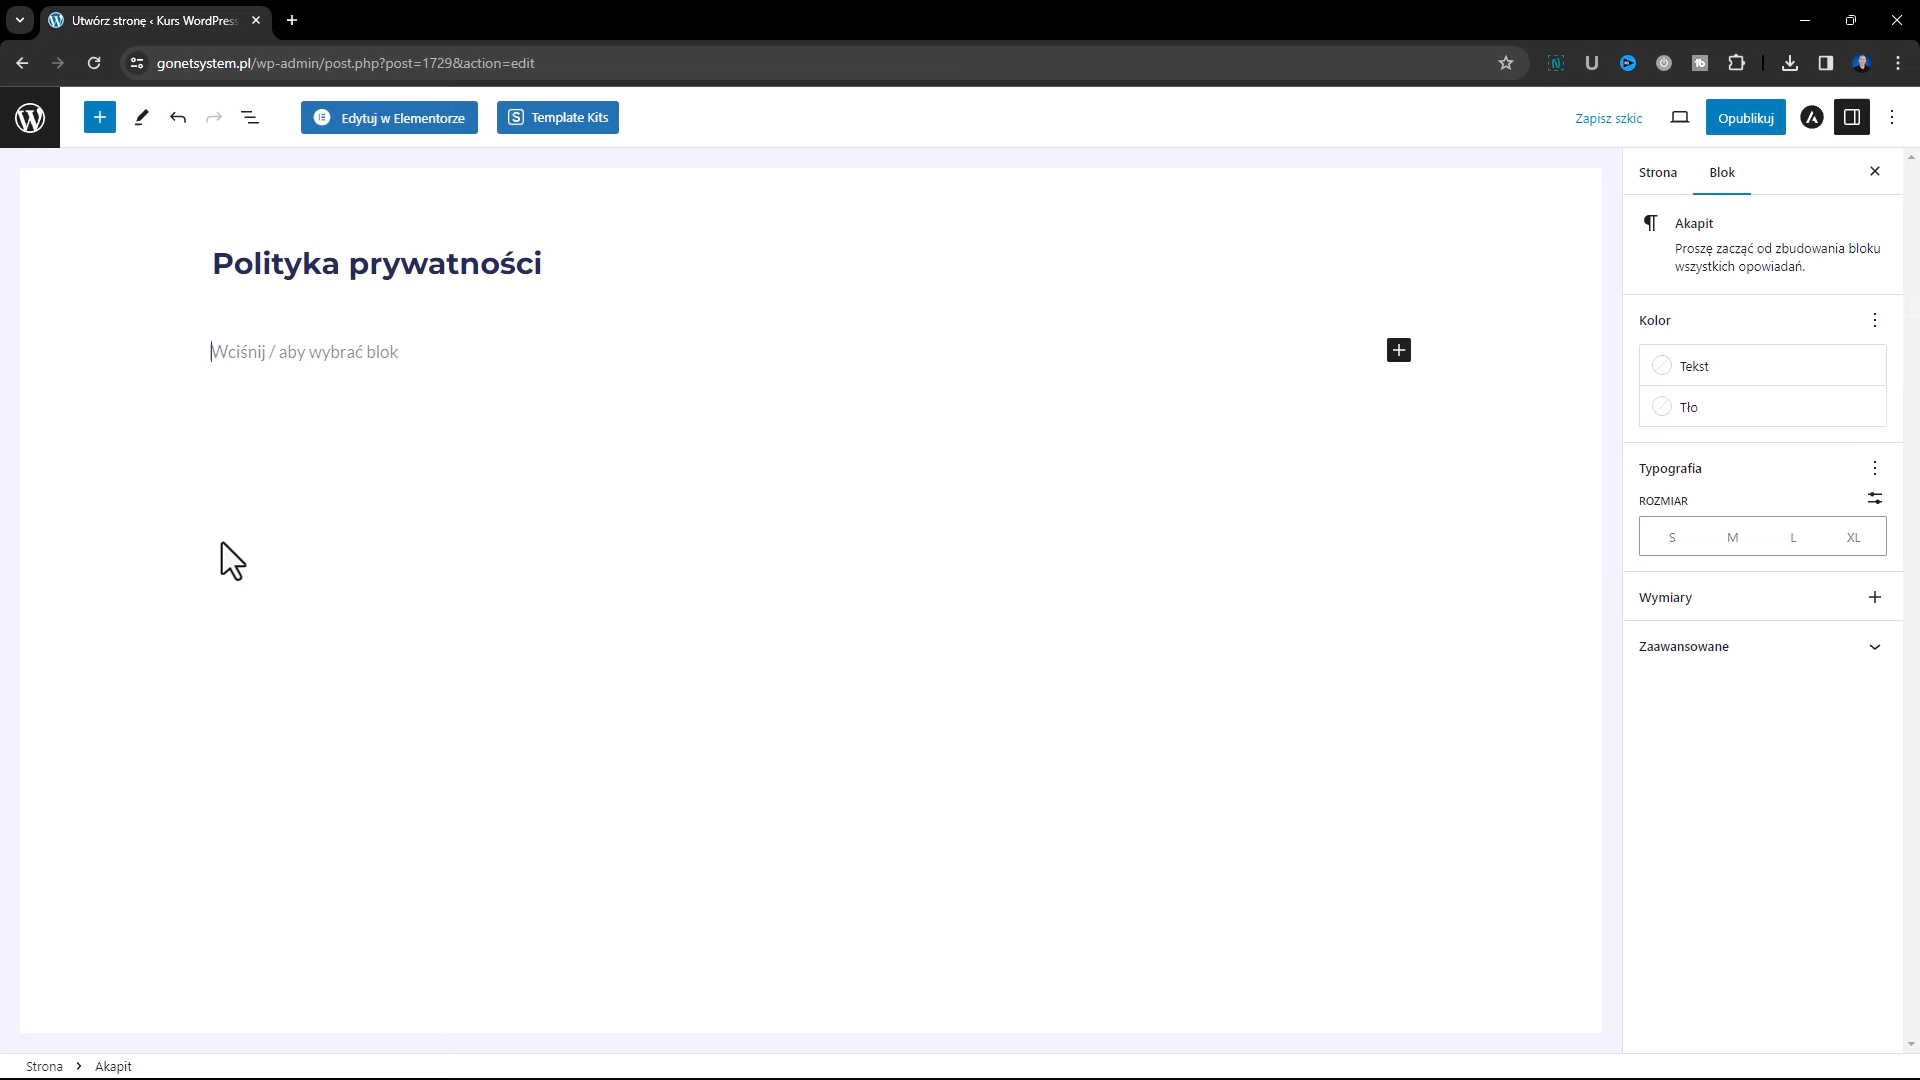 Utwórz stronę ‹ Kurs WordPress
gonetsystem.pl/wp-admin/post.php?post=1729&action=edit
Edytuj w Elementorze
Template Kits
Zapisz szkic
Opublikuj
Strona
Blok
Akapit
Proszę zacząć od zbudowania bloku
wszystkich opowiadań.
Polityka prywatności
Wciśnij / aby wybrać blok
Kolor
Tekst
Tło
Typografia
ROZMIAR
S M L XL
Wymiary
Zaawansowane
Strona › Akapit